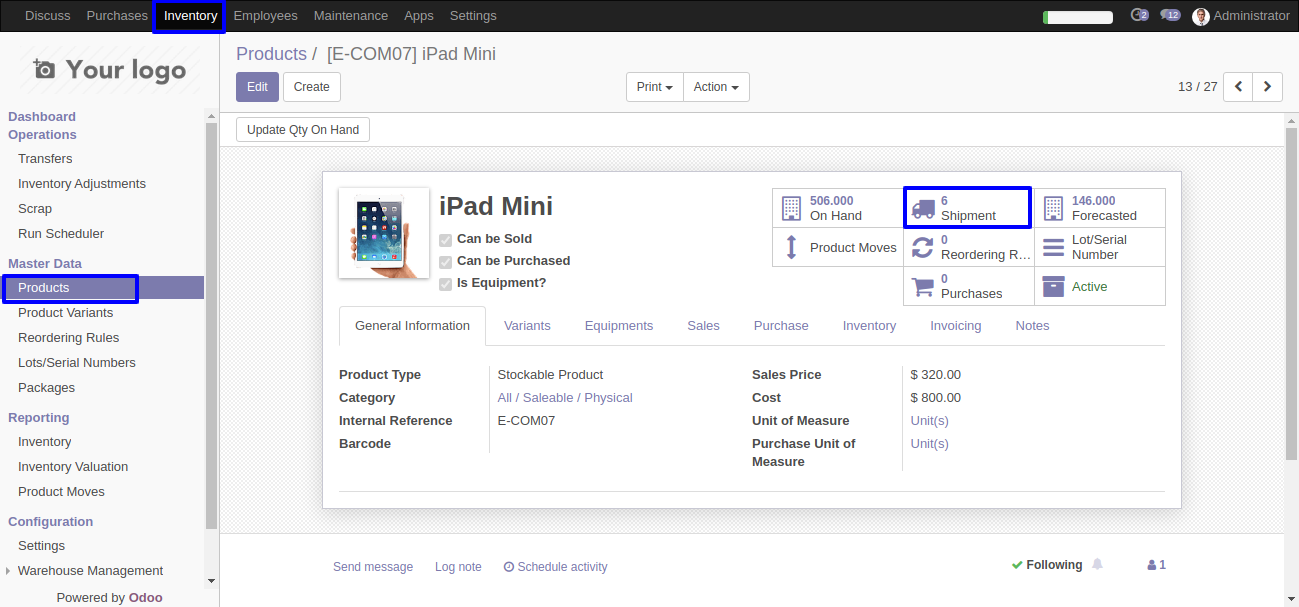 Discuss Purchases Inventory Employees Maintenance Apps Settings 2 12 Administrator
Your logo
Dashboard
Operations
Transfers
Inventory Adjustments
Scrap
Run Scheduler
Master Data
Products
Product Variants
Reordering Rules
Lots/Serial Numbers
Packages
Reporting
Inventory
Inventory Valuation
Product Moves
Configuration
Settings
Warehouse Management
Powered by Odoo
Products / [E-COM07] iPad Mini
Edit Create Print Action 13 / 27
Update Qty On Hand
iPad Mini
Can be Sold
Can be Purchased
Is Equipment?
506.000
On Hand
6
Shipment
146.000
Forecasted
Product Moves
0
Reordering R...
Lot/Serial
Number
0
Purchases
Active
General Information Variants Equipments Sales Purchase Inventory Invoicing Notes
Product Type Stockable Product
Category All / Saleable / Physical
Internal Reference E-COM07
Barcode
Sales Price $ 320.00
Cost $ 800.00
Unit of Measure Unit(s)
Purchase Unit of Unit(s)
Measure
Send message Log note Schedule activity Following 1